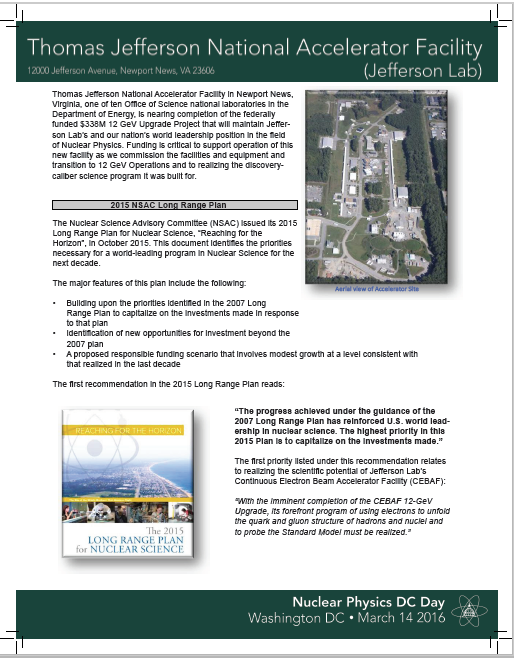 Thomas Jefferson National Accelerator Facility
12000 Jefferson Avenue, Newport News, VA 23606
(Jefferson Lab)
Thomas Jefferson National Accelerator Facility in Newport News,
Virginia, one of ten Office of Science national laboratories in the
Department of Energy, is nearing completion of the federally
funded $338M 12 GeV Upgrade Project that will maintain Jeffer-
son Lab's and our nation's world leadership position in the field
of Nuclear Physics. Funding is critical to support operation of this
new facility as we commission the facilities and equipment and
transition to 12 GeV Operations and to realizing the discovery-
caliber science program it was built for.
Aerial view of Accelerator Site
2015 NSAC Long Range Plan
The Nuclear Science Advisory Committee (NSAC) issued its 2015
Long Range Plan for Nuclear Science, "Reaching for the
Horizon", in October 2015. This document identifies the priorities
necessary for a world-leading program in Nuclear Science for the
next decade.
The major features of this plan include the following:
• Building upon the priorities identified in the 2007 Long
Range Plan to capitalize on the investments made in response
to that plan
• Identification of new opportunities for investment beyond the
2007 plan
• A proposed responsible funding scenario that involves modest growth at a level consistent with
that realized in the last decade
The first recommendation in the 2015 Long Range Plan reads:
REACHING FOR THE HORIZON
The 2015
LONG RANGE PLAN
for NUCLEAR SCIENCE
"The progress achieved under the guidance of the
2007 Long Range Plan has reinforced U.S. world lead-
ership in nuclear science. The highest priority in this
2015 Plan is to capitalize on the investments made."
The first priority listed under this recommendation relates
to realizing the scientific potential of Jefferson Lab's
Continuous Electron Beam Accelerator Facility (CEBAF):
"With the imminent completion of the CEBAF 12-GeV
Upgrade, its forefront program of using electrons to unfold
the quark and gluon structure of hadrons and nuclei and
to probe the Standard Model must be realized."
Nuclear Physics DC Day
Washington DC • March 14 2016